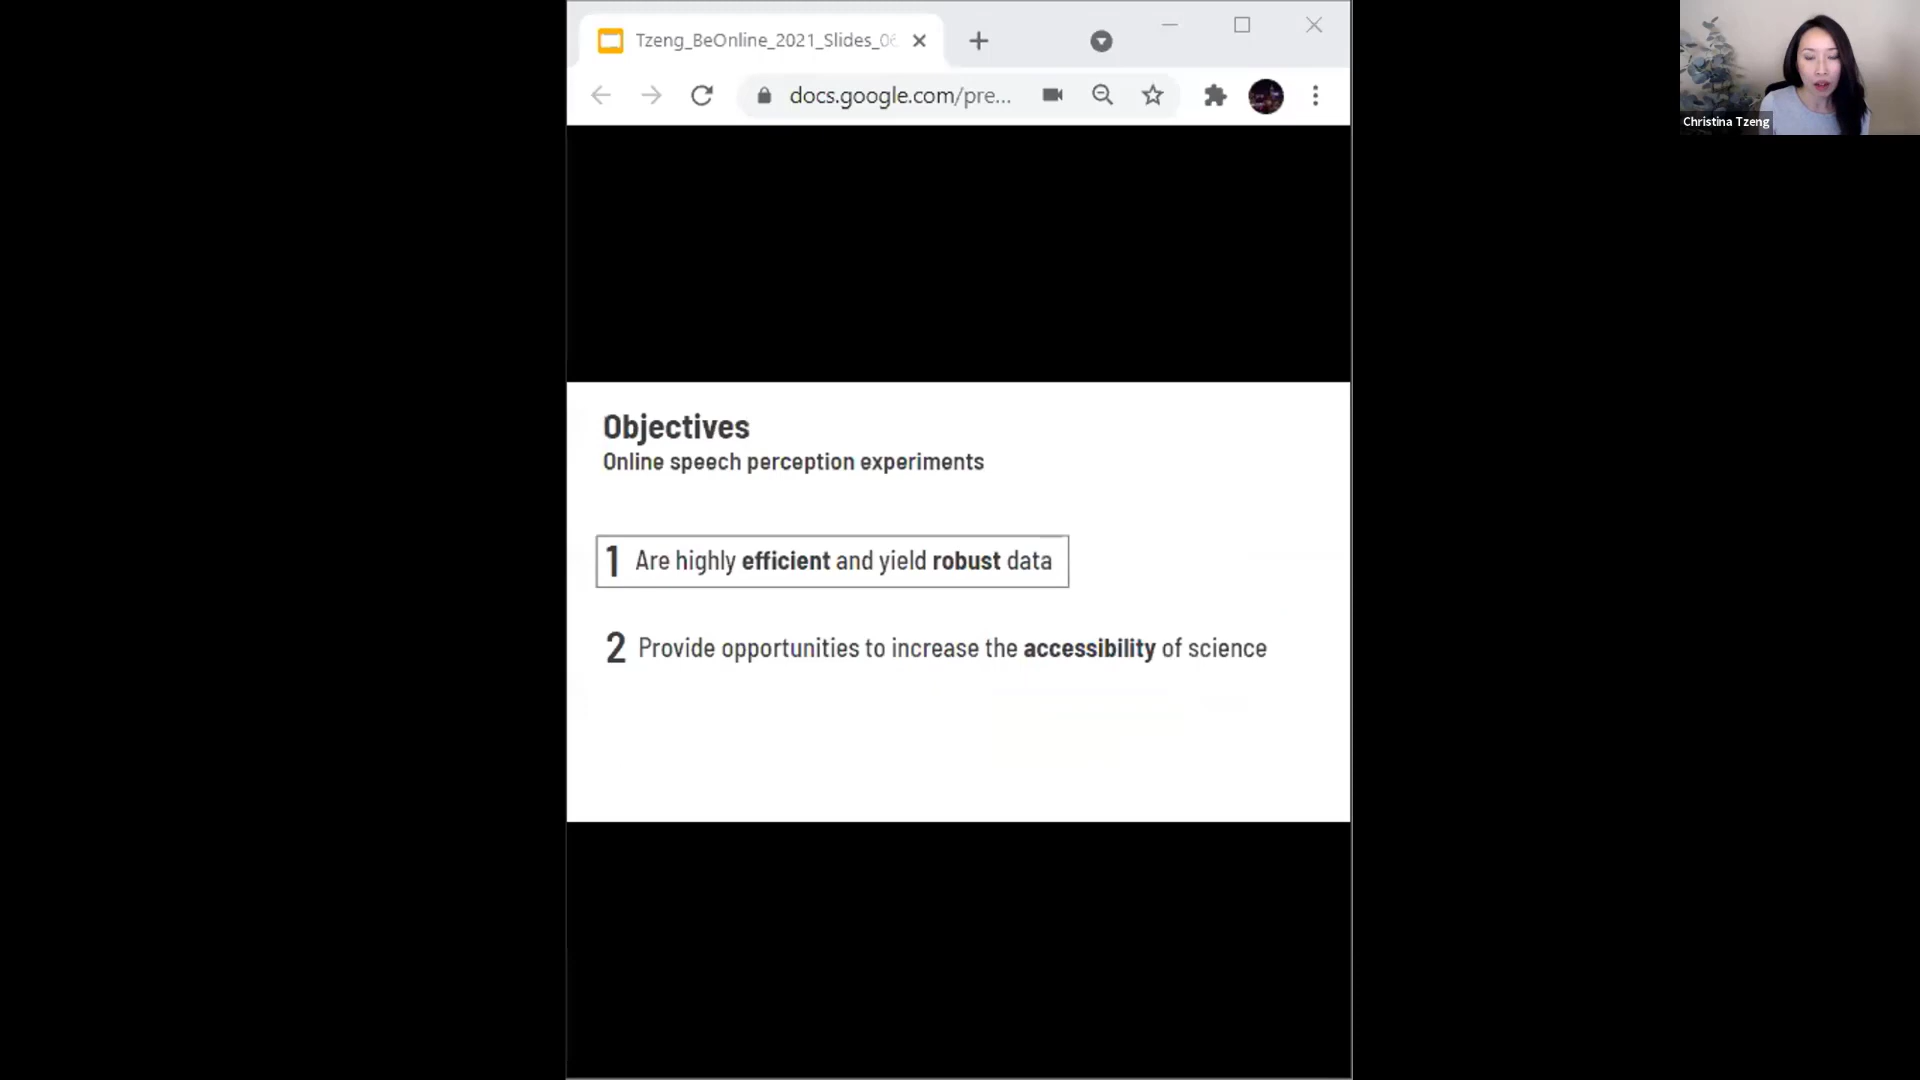 Tzeng_BeOnline_2021_Slides_06
docs.google.com/pre...
Christina Tzeng
Objectives
Online speech perception experiments
1 Are highly efficient and yield robust data
2 Provide opportunities to increase the accessibility of science